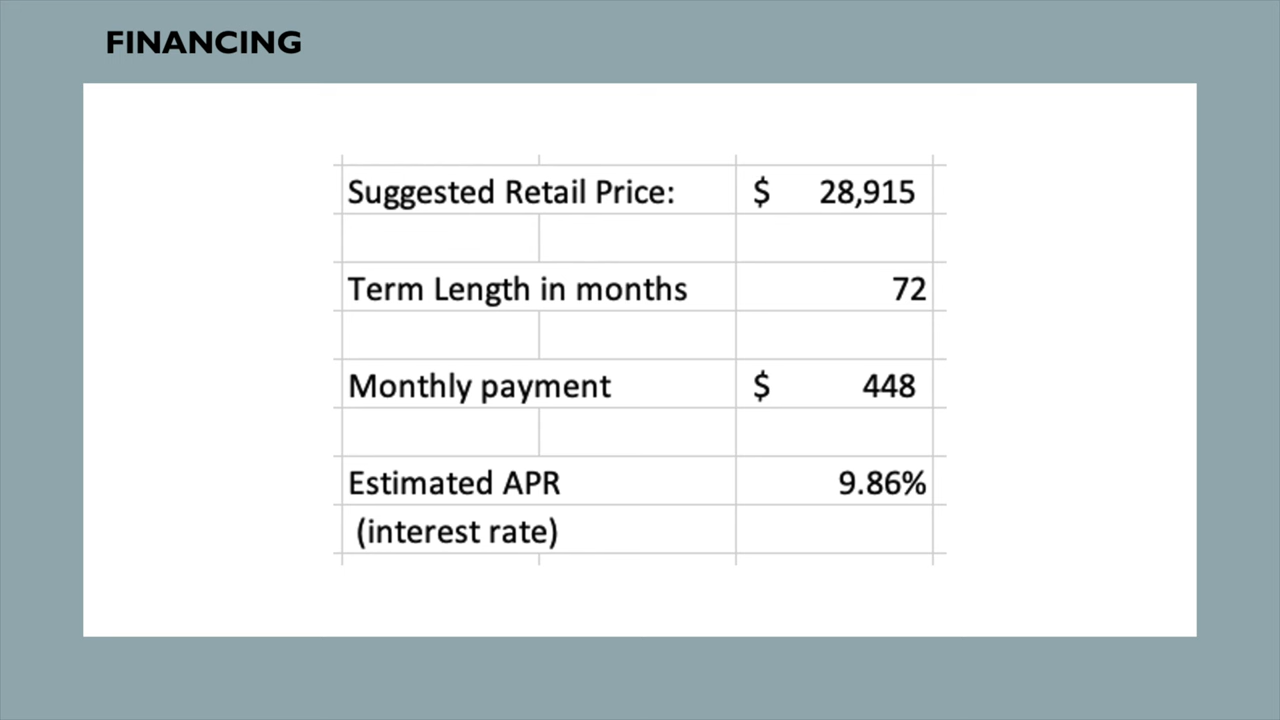 FINANCING
Suggested Retail Price: $ 28,915
Term Length in months 72
Monthly payment $ 448
Estimated APR 9.86%
(interest rate)